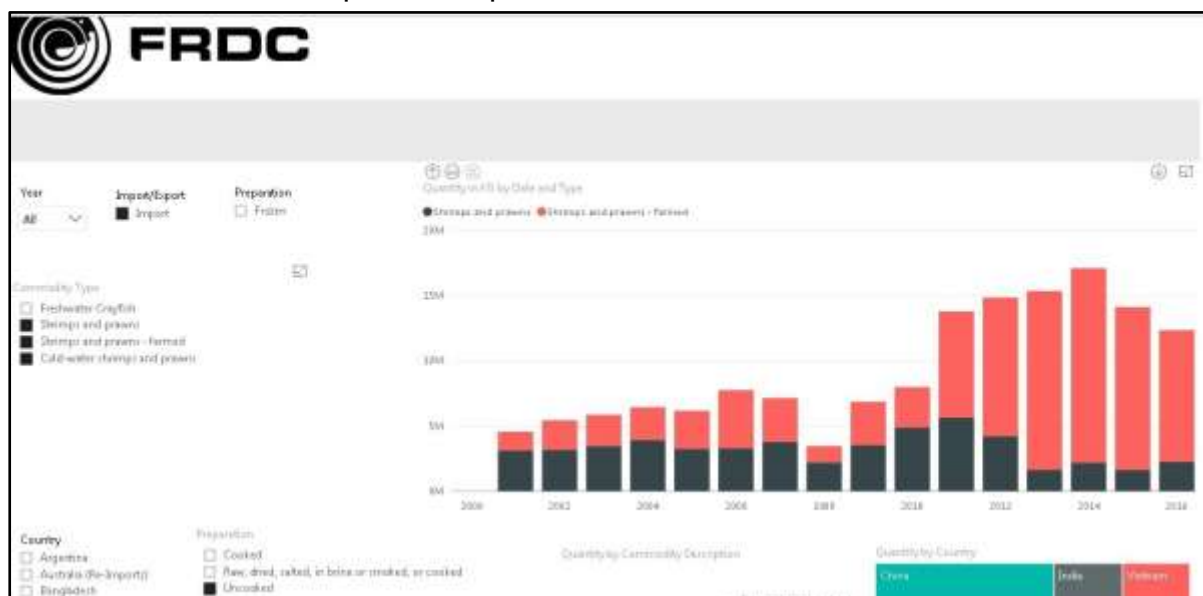 FRDC
Year
Import/Export
Preparation
All
Import
Frozen
Quantity in KG by Date and Type
Shrimps and prawns
Shrimps and prawns - Farmed
20M
15M
10M
5M
0M
2000
2002
2004
2006
2008
2010
2012
2014
2016
Commodity Type
Freshwater Crayfish
Shrimps and prawns
Shrimps and prawns - Farmed
Cold-water shrimps and prawns
Country
Argentina
Australia (Re-Imports)
Bangladesh
Preparation
Cooked
Raw, dried, salted, in brine or smoked, or cooked
Uncooked
Quantity by Commodity Description
Quantity by Country
China
India
Vietnam